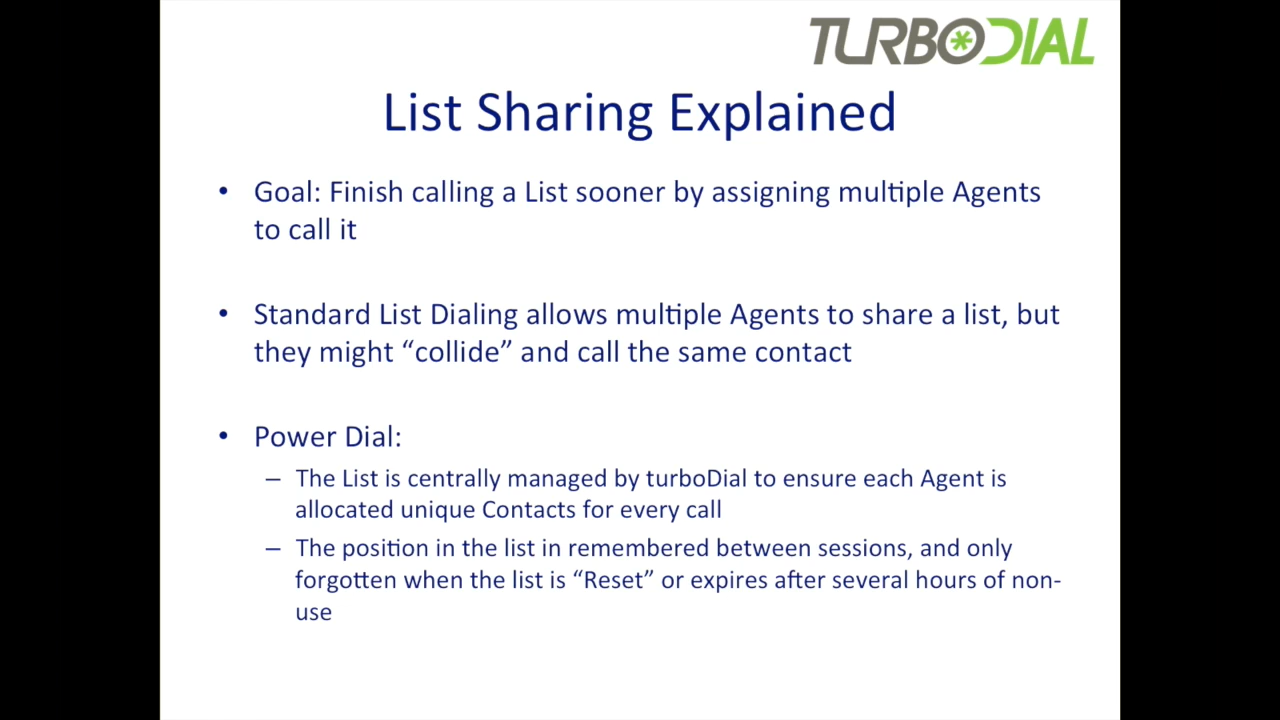 TURBODIAL
List Sharing Explained
• Goal: Finish calling a List sooner by assigning multiple Agents
to call it
• Standard List Dialing allows multiple Agents to share a list, but
they might “collide” and call the same contact
• Power Dial:
– The List is centrally managed by turboDial to ensure each Agent is
allocated unique Contacts for every call
– The position in the list in remembered between sessions, and only
forgotten when the list is “Reset” or expires after several hours of non-
use